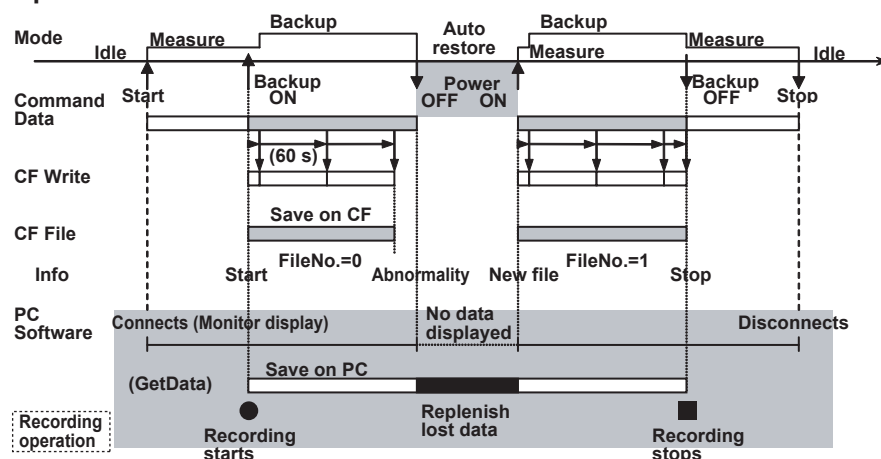 Mode
Idle
Measure
Backup
Auto
restore
Backup
Measure
Measure
Idle
Command
Data
Start
Backup
ON
Power
OFF ON
Backup
OFF
Stop
(60 s)
CF Write
Save on CF
CF File
FileNo.=0
FileNo.=1
Info
Start
Abnormality
New file
Stop
PC
Software
Connects (Monitor display)
No data
displayed
Disconnects
Save on PC
(GetData)
Recording
operation
Recording
starts
Replenish
lost data
Recording
stops